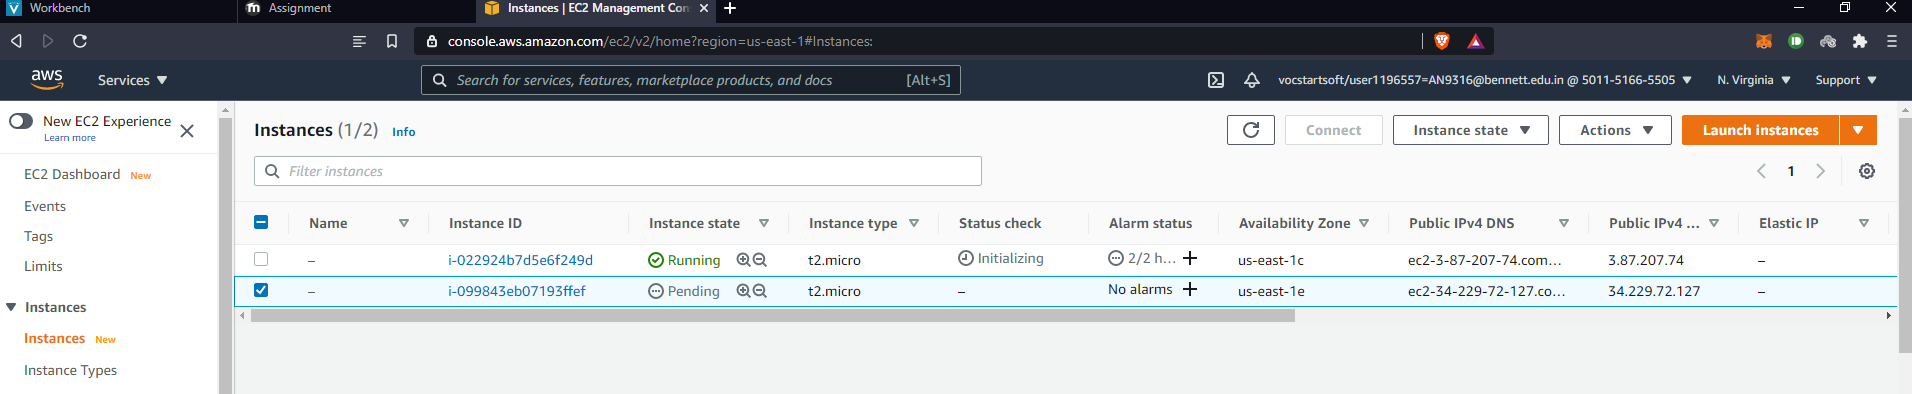 Workbench
Assignment
Instances | EC2 Management Con
console.aws.amazon.com/ec2/v2/home?region=us-east-1#Instances:
aws
Services
Search for services, features, marketplace products, and docs [Alt+S]
vocstartsoft/user1196557=AN9316@bennett.edu.in @ 5011-5166-5505
N. Virginia
Support
New EC2 Experience
Learn more
EC2 Dashboard New
Events
Tags
Limits
Instances
Instances New
Instance Types
Instances (1/2) Info
Connect
Instance state
Actions
Launch instances
Filter instances
1
Name Instance ID Instance state Instance type Status check Alarm status Availability Zone Public IPv4 DNS Public IPv4 ... Elastic IP
– i-022924b7d5e6f249d Running t2.micro Initializing 2/2 h... + us-east-1c ec2-3-87-207-74.com... 3.87.207.74 –
– i-099843eb07193ffef Pending t2.micro – No alarms + us-east-1e ec2-34-229-72-127.co... 34.229.72.127 –